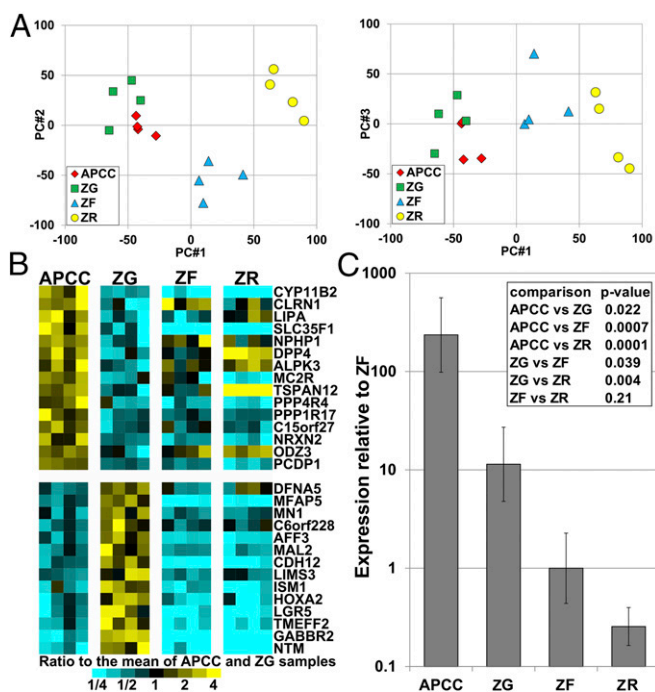 A
100
50
0
-50
-100
PC#2
APCC
ZG
ZF
ZR
-100 -50 0 50 100
PC#1
100
50
0
-50
-100
PC#3
APCC
ZG
ZF
ZR
-100 -50 0 50 100
PC#1
B
APCC ZG ZF ZR
CYP11B2
CLRN1
LIPA
SLC35F1
NPHP1
DPP4
ALPK3
MC2R
TSPAN12
PPP4R4
PPP1R17
C15orf27
NRXN2
ODZ3
PCDP1
DFNA5
MFAP5
MN1
C6orf228
AFF3
MAL2
CDH12
LIMS3
ISM1
HOXA2
LGR5
TMEFF2
GABBR2
NTM
Ratio to the mean of APCC and ZG samples
1/4 1/2 1 2 4
C
1000
100
10
1
0.1
Expression relative to ZF
comparison p-value
APCC vs ZG 0.022
APCC vs ZF 0.0007
APCC vs ZR 0.0001
ZG vs ZF 0.039
ZG vs ZR 0.004
ZF vs ZR 0.21
APCC ZG ZF ZR